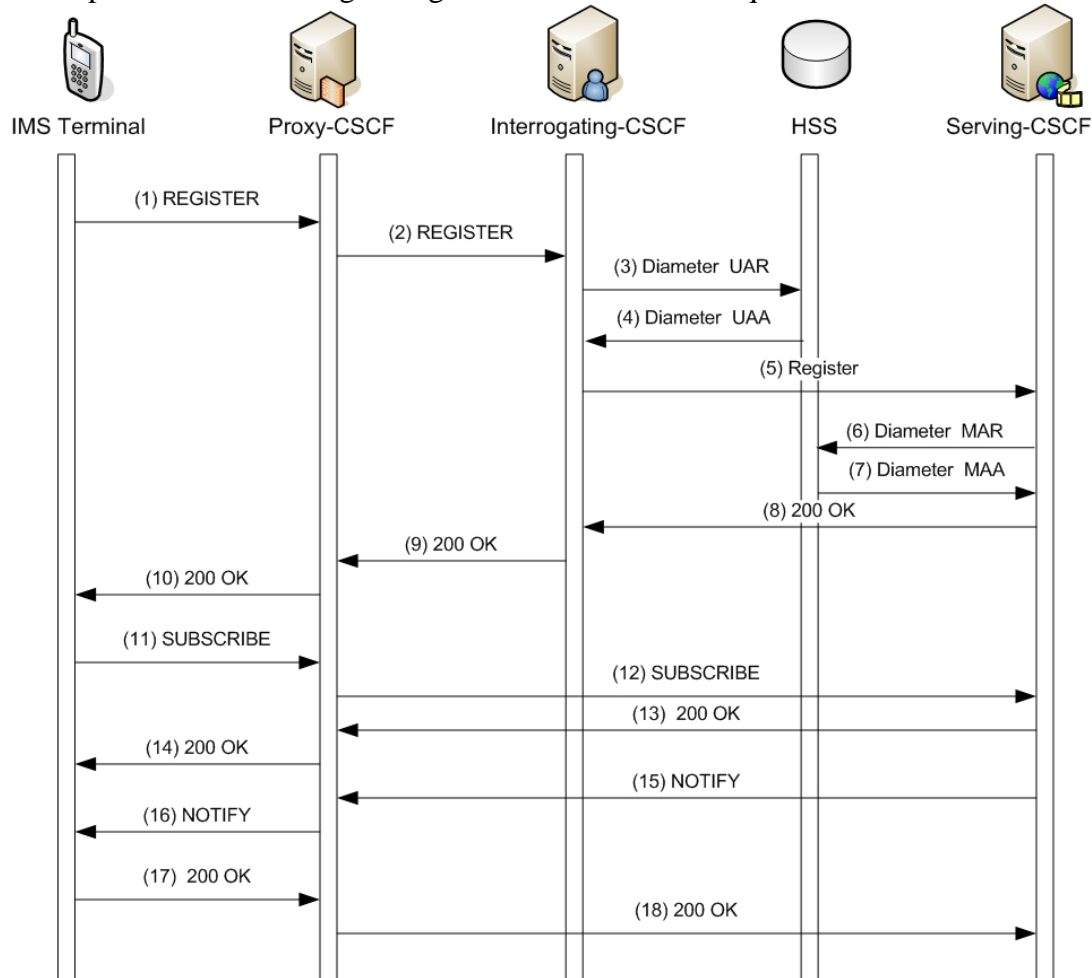 IMS Terminal
Proxy-CSCF
Interrogating-CSCF
HSS
Serving-CSCF
(1) REGISTER
(2) REGISTER
(3) Diameter UAR
(4) Diameter UAA
(5) Register
(6) Diameter MAR
(7) Diameter MAA
(8) 200 OK
(9) 200 OK
(10) 200 OK
(11) SUBSCRIBE
(12) SUBSCRIBE
(13) 200 OK
(14) 200 OK
(15) NOTIFY
(16) NOTIFY
(17) 200 OK
(18) 200 OK